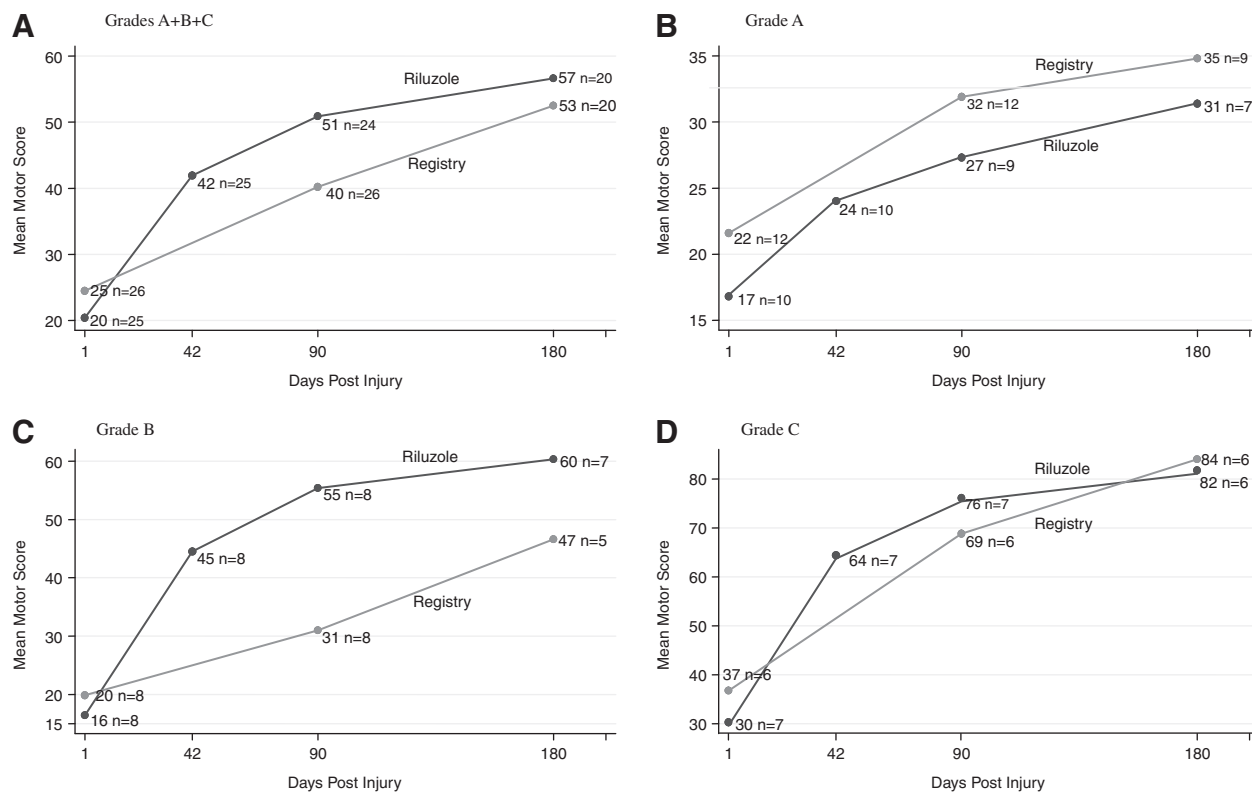 A Grades A+B+C
60
50
40
30
20
Mean Motor Score
Riluzole
57 n=20
53 n=20
51 n=24
Registry
42 n=25
40 n=26
25 n=26
20 n=25
1 42 90 180
Days Post Injury
B Grade A
35
30
25
20
15
Mean Motor Score
Registry
35 n=9
32 n=12
31 n=7
Riluzole
27 n=9
24 n=10
22 n=12
17 n=10
1 42 90 180
Days Post Injury
C Grade B
60
50
40
30
20
15
Mean Motor Score
Riluzole
60 n=7
55 n=8
45 n=8
47 n=5
Registry
31 n=8
20 n=8
16 n=8
1 42 90 180
Days Post Injury
D Grade C
80
70
60
50
40
30
Mean Motor Score
84 n=6
Riluzole
82 n=6
76 n=7
Registry
69 n=6
64 n=7
37 n=6
30 n=7
1 42 90 180
Days Post Injury